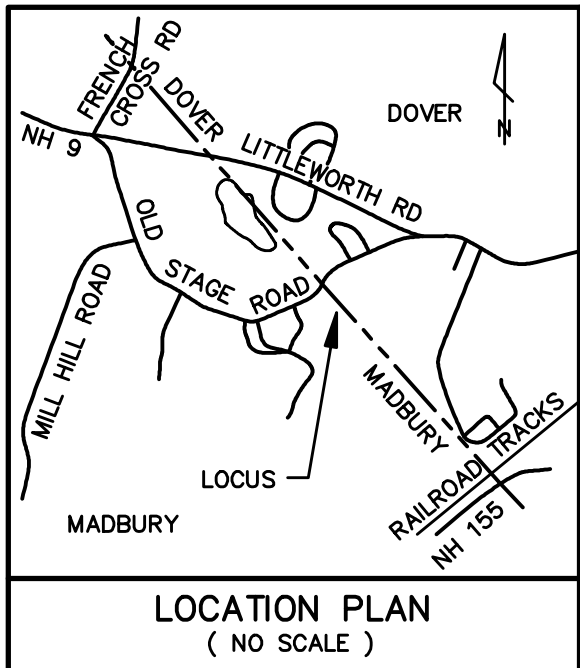 FRENCH
CROSS RD
DOVER
DOVER
N
NH 9
LITTLEWORTH RD
OLD
STAGE
ROAD
MILL HILL ROAD
MADBURY
LOCUS
RAILROAD TRACKS
NH 155
MADBURY
LOCATION PLAN
( NO SCALE )